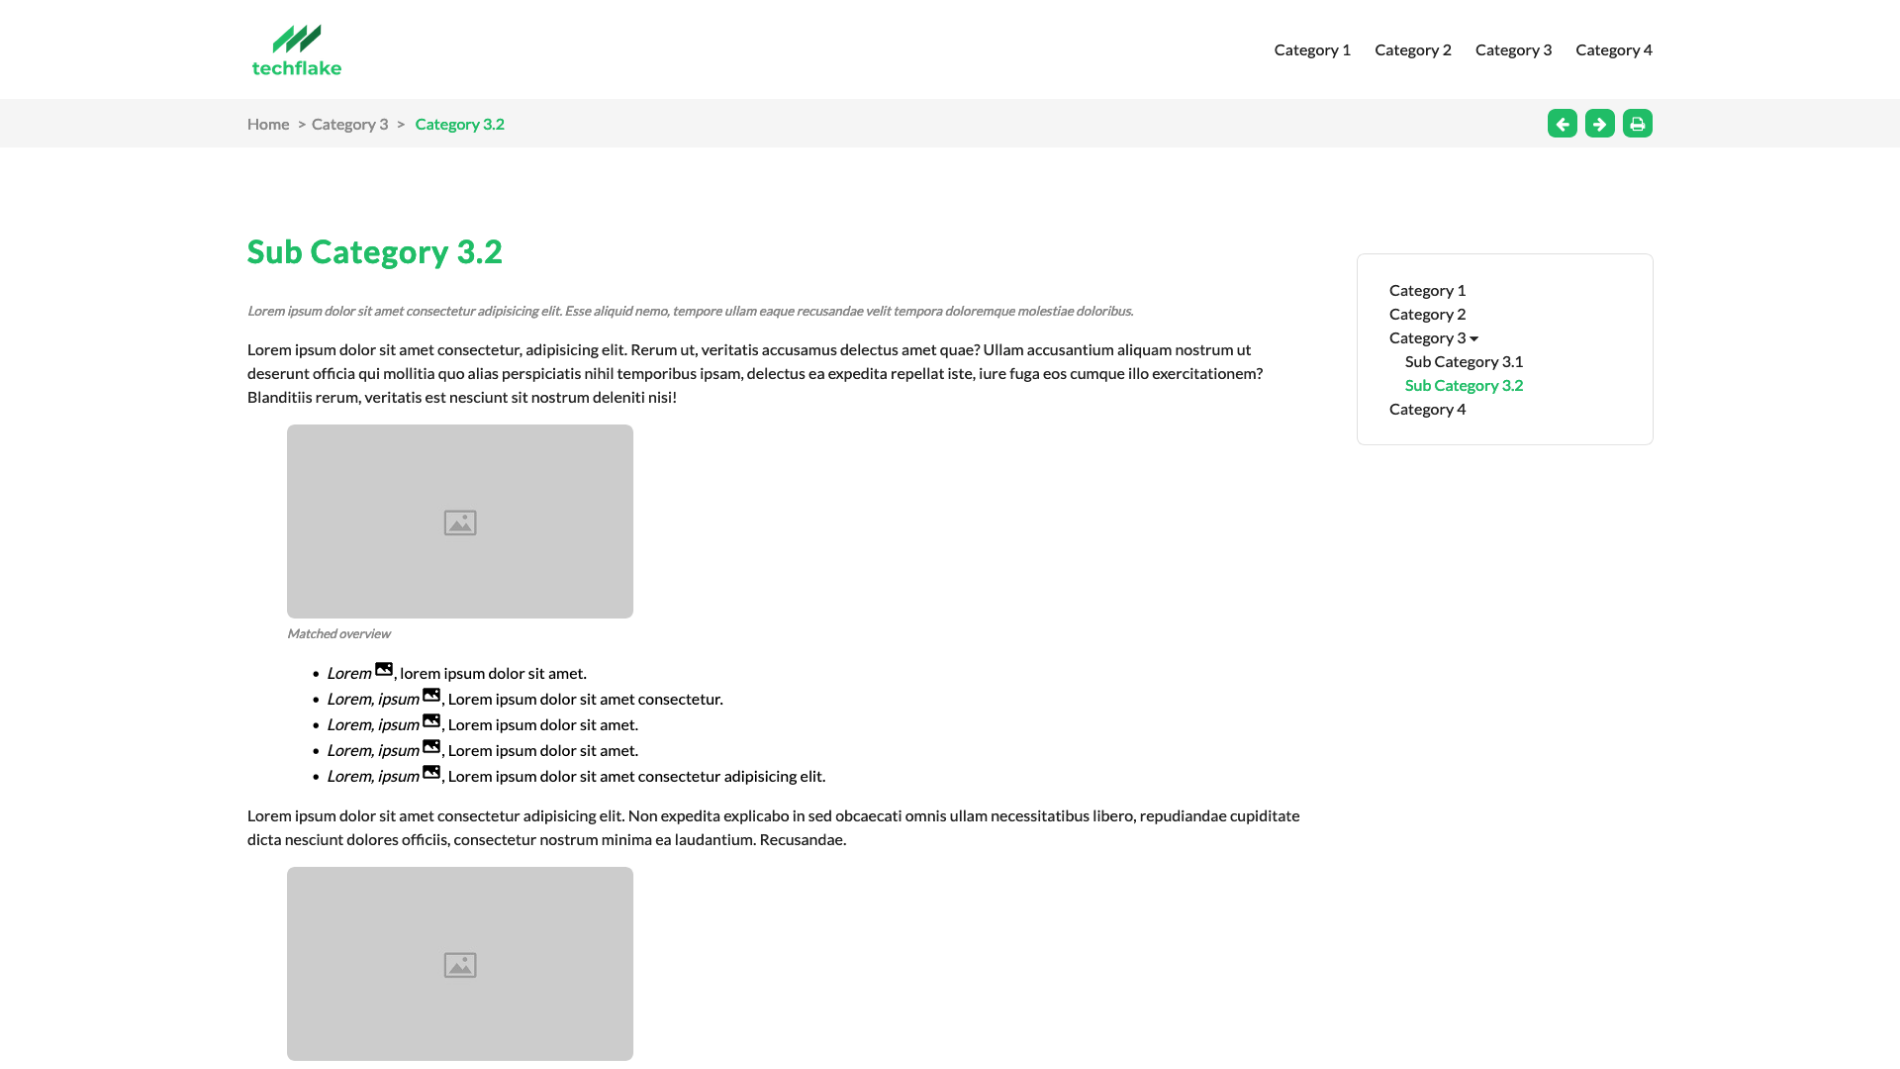 techflake
Category 1 Category 2 Category 3 Category 4
Home > Category 3 > Category 3.2
Sub Category 3.2
Lorem ipsum dolor sit amet consectetur adipisicing elit. Esse aliquid nemo, tempore ullam eaque recusandae velit tempora doloremque molestiae doloribus.
Lorem ipsum dolor sit amet consectetur, adipisicing elit. Rerum ut, veritatis accusamus delectus amet quae? Ullam accusantium aliquam nostrum ut
deserunt officia qui mollitia quo alias perspiciatis nihil temporibus ipsam, delectus ea expedita repellat iste, iure fuga eos cumque illo exercitationem?
Blanditiis rerum, veritatis est nesciunt sit nostrum deleniti nisi!
Matched overview
• Lorem , lorem ipsum dolor sit amet.
• Lorem, ipsum , Lorem ipsum dolor sit amet consectetur.
• Lorem, ipsum , Lorem ipsum dolor sit amet.
• Lorem, ipsum , Lorem ipsum dolor sit amet.
• Lorem, ipsum , Lorem ipsum dolor sit amet consectetur adipisicing elit.
Lorem ipsum dolor sit amet consectetur adipisicing elit. Non expedita explicabo in sed obcaecati omnis ullam necessitatibus libero, repudiandae cupiditate
dicta nesciunt dolores officiis, consectetur nostrum minima ea laudantium. Recusandae.
Category 1
Category 2
Category 3
Sub Category 3.1
Sub Category 3.2
Category 4